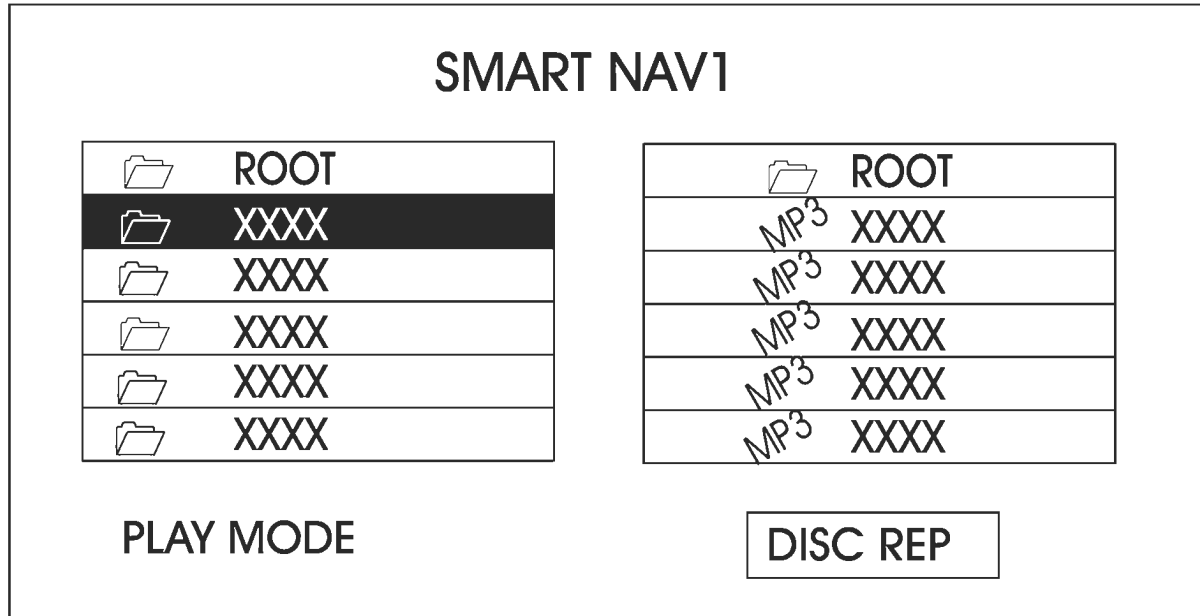 SMART NAV1
ROOT
XXXX
XXXX
XXXX
XXXX
XXXX
ROOT
MP3 XXXX
MP3 XXXX
MP3 XXXX
MP3 XXXX
MP3 XXXX
PLAY MODE
DISC REP